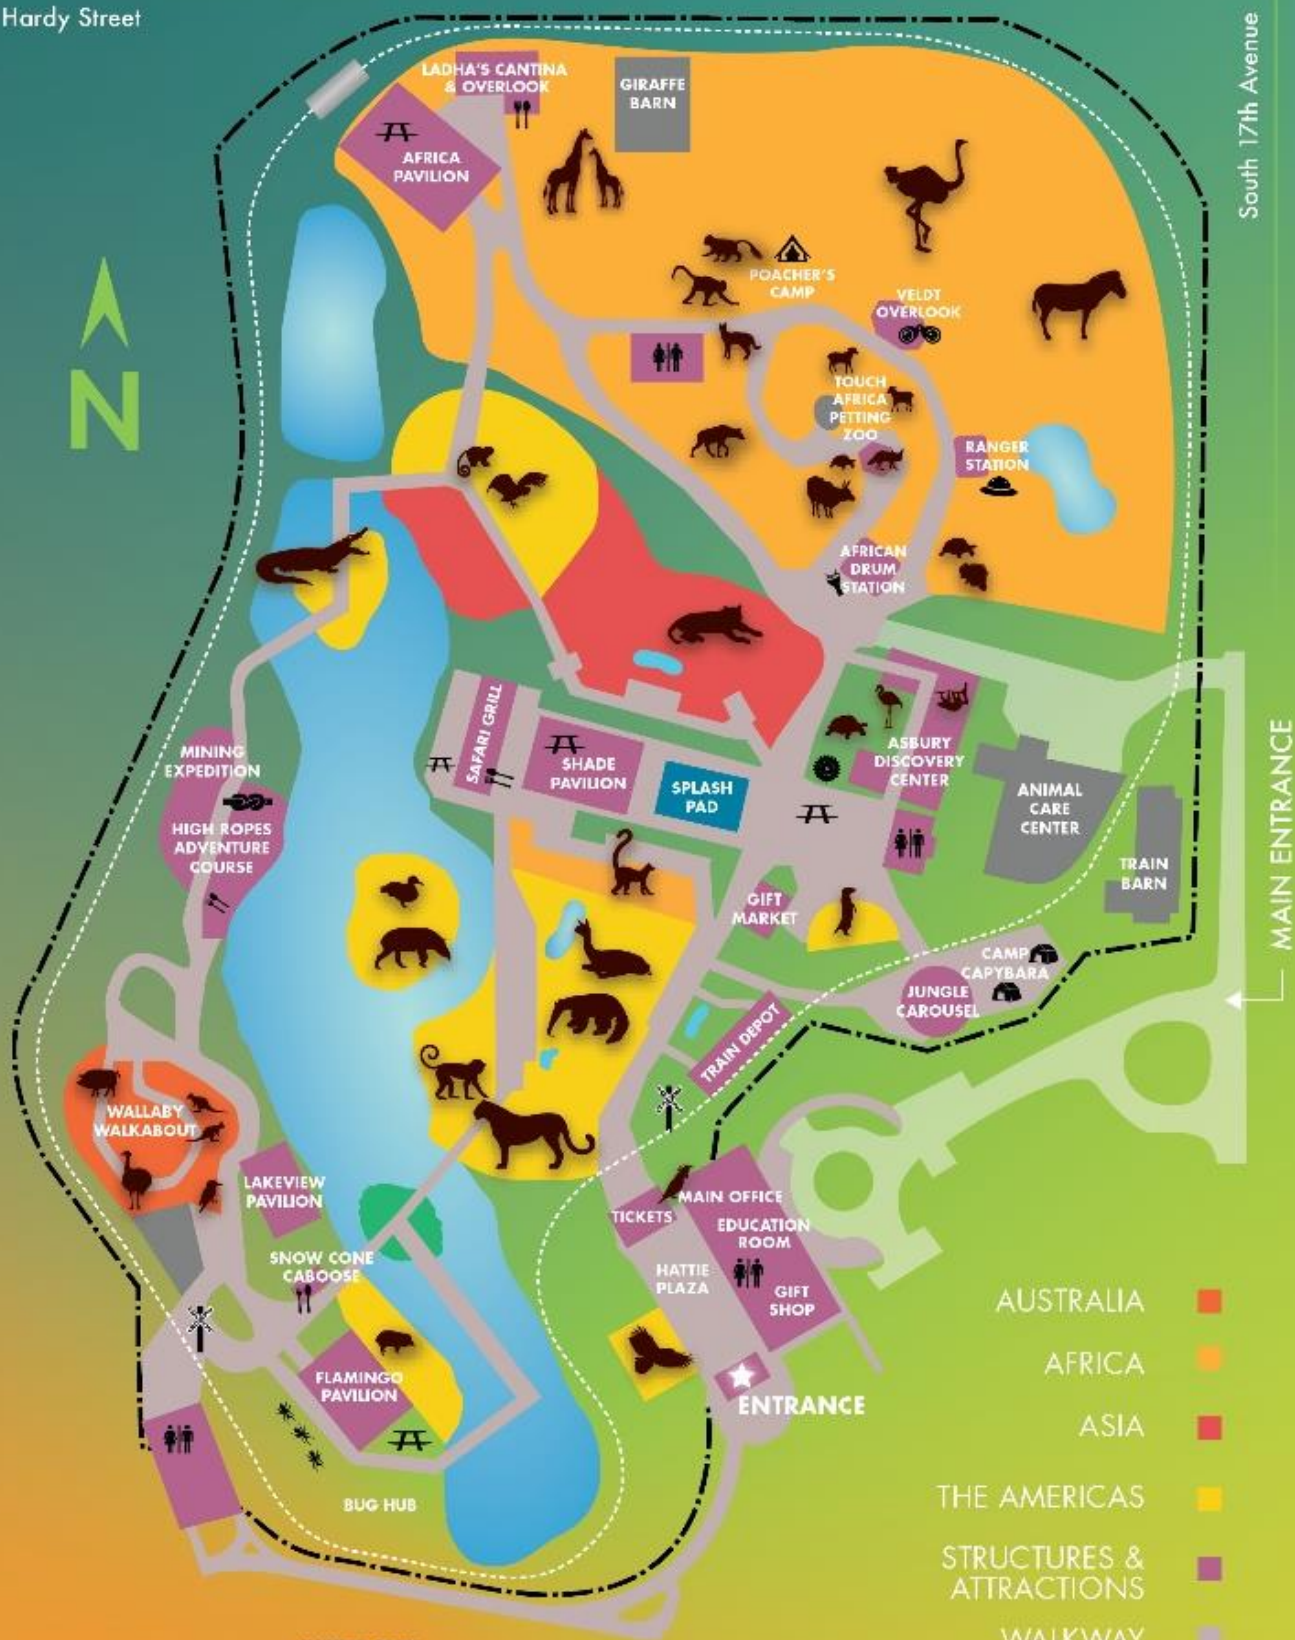 Hardy Street
South 17th Avenue
LADHA'S CANTINA
& OVERLOOK
GIRAFFE
BARN
AFRICA
PAVILION
N
POACHER'S
CAMP
VELDT
OVERLOOK
TOUCH
AFRICA
PETTING
ZOO
RANGER
STATION
AFRICAN
DRUM
STATION
SAFARI GRILL
MINING
EXPEDITION
SHADE
PAVILION
SPLASH
PAD
ASBURY
DISCOVERY
CENTER
ANIMAL
CARE
CENTER
HIGH ROPES
ADVENTURE
COURSE
TRAIN
BARN
MAIN ENTRANCE
GIFT
MARKET
CAMP
CAPYBARA
JUNGLE
CAROUSEL
TRAIN DEPOT
WALLABY
WALKABOUT
LAKEVIEW
PAVILION
MAIN OFFICE
TICKETS
EDUCATION
ROOM
SNOW CONE
CABOOSE
HATTIE
PLAZA
GIFT
SHOP
FLAMINGO
PAVILION
ENTRANCE
BUG HUB
AUSTRALIA
AFRICA
ASIA
THE AMERICAS
STRUCTURES &
ATTRACTIONS
WALKWAY